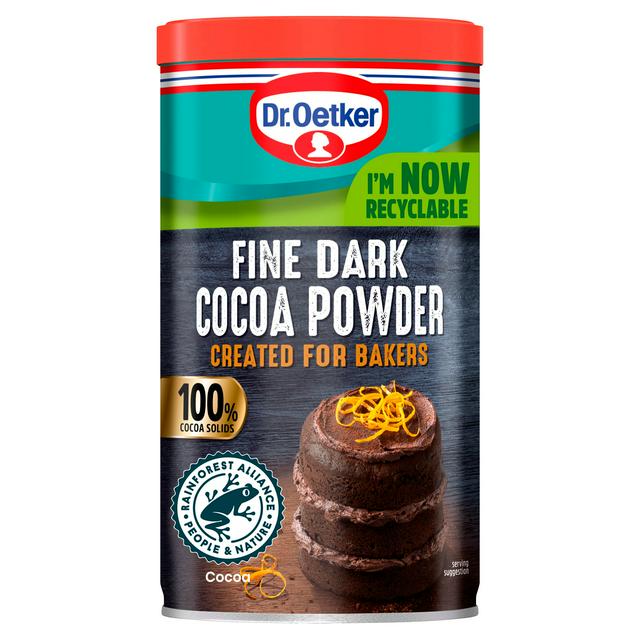 Dr.Oetker
I'M NOW
RECYCLABLE
FINE DARK
COCOA POWDER
CREATED FOR BAKERS
100%
COCOA SOLIDS
RAINFOREST ALLIANCE
PEOPLE & NATURE
Cocoa
serving
suggestion